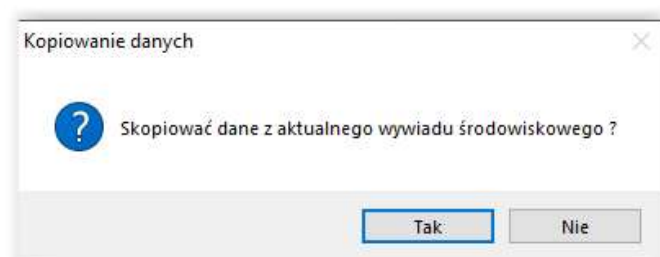 Kopiowanie danych
Skopiować dane z aktualnego wywiadu środowiskowego ?
Tak
Nie